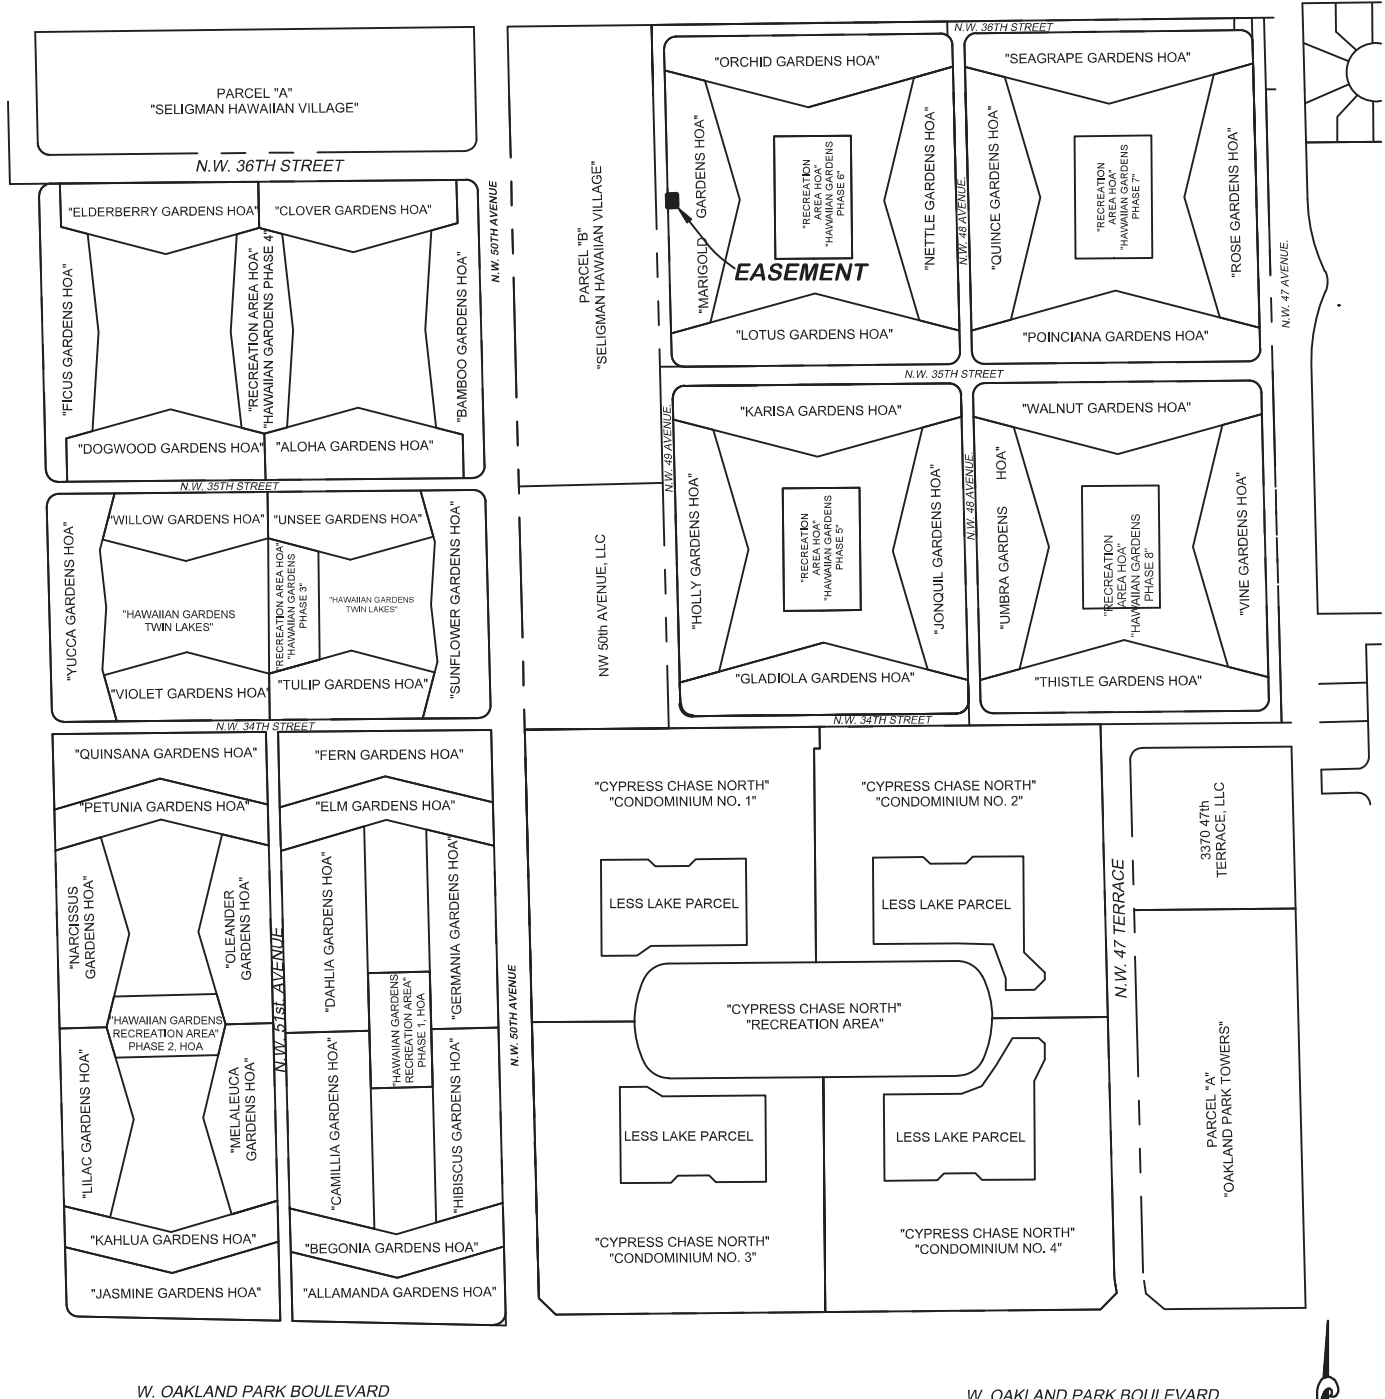 N.W. 36TH STREET
PARCEL "A"
"SELIGMAN HAWAIIAN VILLAGE"
N.W. 36TH STREET
"ORCHID GARDENS HOA"
"SEAGRAPE GARDENS HOA"
"MARIGOLD GARDENS HOA"
"RECREATION
AREA HOA"
"HAWAIIAN GARDENS
PHASE 6"
"NETTLE GARDENS HOA"
N.W. 48 AVENUE.
"QUINCE GARDENS HOA"
"RECREATION
AREA HOA"
"HAWAIIAN GARDENS
PHASE 7"
"ROSE GARDENS HOA"
N.W. 47 AVENUE.
EASEMENT
"LOTUS GARDENS HOA"
"POINCIANA GARDENS HOA"
PARCEL "B"
"SELIGMAN HAWAIIAN VILLAGE"
N.W. 50TH AVENUE
"ELDERBERRY GARDENS HOA"
"CLOVER GARDENS HOA"
"FICUS GARDENS HOA"
"RECREATION AREA HOA"
"HAWAIIAN GARDENS PHASE 4"
"BAMBOO GARDENS HOA"
"DOGWOOD GARDENS HOA"
"ALOHA GARDENS HOA"
N.W. 35TH STREET
N.W. 35TH STREET
N.W. 49 AVENUE.
"KARISA GARDENS HOA"
"WALNUT GARDENS HOA"
"HOLLY GARDENS HOA"
"RECREATION
AREA HOA"
"HAWAIIAN GARDENS
PHASE 5"
"JONQUIL GARDENS HOA"
N.W. 48 AVENUE.
"UMBRA GARDENS HOA"
"RECREATION
AREA HOA"
"HAWAIIAN GARDENS
PHASE 8"
"VINE GARDENS HOA"
"GLADIOLA GARDENS HOA"
"THISTLE GARDENS HOA"
N.W. 34TH STREET
NW 50th AVENUE, LLC
"YUCCA GARDENS HOA"
"WILLOW GARDENS HOA"
"UNSEE GARDENS HOA"
"HAWAIIAN GARDENS
TWIN LAKES"
"RECREATION AREA HOA"
"HAWAIIAN GARDENS
PHASE 3"
"HAWAIIAN GARDENS
TWIN LAKES"
"SUNFLOWER GARDENS HOA"
"VIOLET GARDENS HOA"
"TULIP GARDENS HOA"
N.W. 34TH STREET
"QUINSANA GARDENS HOA"
"FERN GARDENS HOA"
"PETUNIA GARDENS HOA"
"ELM GARDENS HOA"
"NARCISSUS
GARDENS HOA"
"OLEANDER
GARDENS HOA"
N.W. 51st. AVENUE
"DAHLIA GARDENS HOA"
"GERMANIA GARDENS HOA"
"HAWAIIAN GARDENS
RECREATION AREA"
PHASE 2, HOA
"HAWAIIAN GARDENS
RECREATION AREA"
PHASE 1, HOA
N.W. 50TH AVENUE
"LILAC GARDENS HOA"
"MELALEUCA
GARDENS HOA"
"CAMILLIA GARDENS HOA"
"HIBISCUS GARDENS HOA"
"KAHLUA GARDENS HOA"
"BEGONIA GARDENS HOA"
"JASMINE GARDENS HOA"
"ALLAMANDA GARDENS HOA"
"CYPRESS CHASE NORTH"
"CONDOMINIUM NO. 1"
"CYPRESS CHASE NORTH"
"CONDOMINIUM NO. 2"
LESS LAKE PARCEL
LESS LAKE PARCEL
"CYPRESS CHASE NORTH"
"RECREATION AREA"
LESS LAKE PARCEL
LESS LAKE PARCEL
"CYPRESS CHASE NORTH"
"CONDOMINIUM NO. 3"
"CYPRESS CHASE NORTH"
"CONDOMINIUM NO. 4"
N.W. 47 TERRACE
3370 47th
TERRACE, LLC
PARCEL "A"
"OAKLAND PARK TOWERS"
W. OAKLAND PARK BOULEVARD
W. OAKLAND PARK BOULEVARD